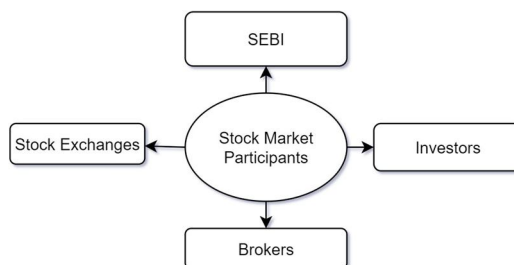 SEBI
Stock Exchanges
Stock Market
Participants
Investors
Brokers